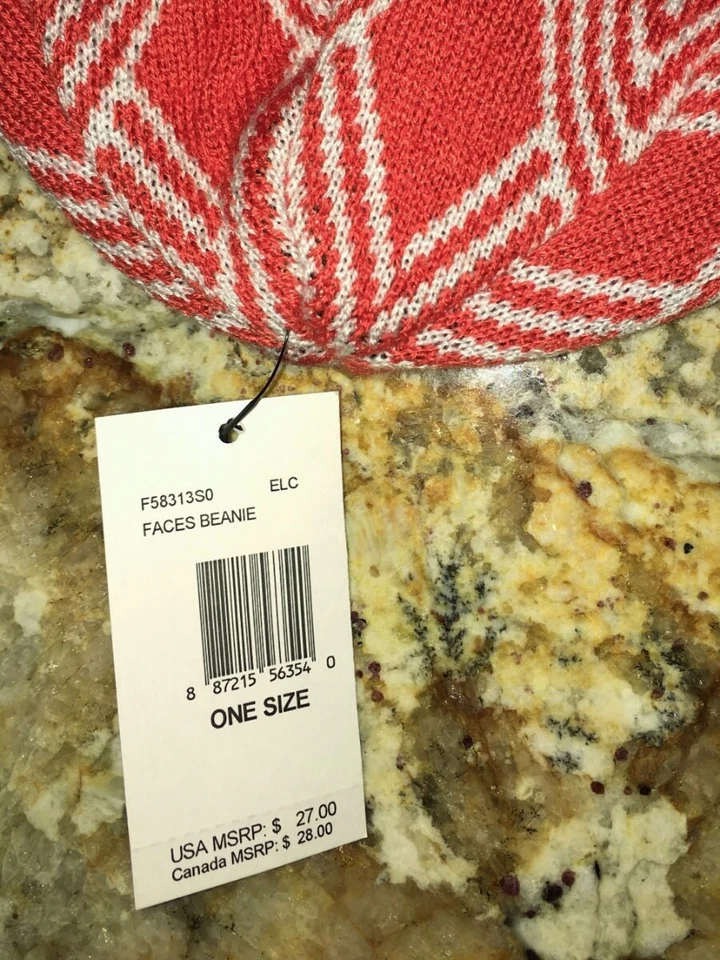 F58313S0 ELC
FACES BEANIE
8 87215 56354 0
ONE SIZE
USA MSRP: $ 27.00
Canada MSRP: $ 28.00